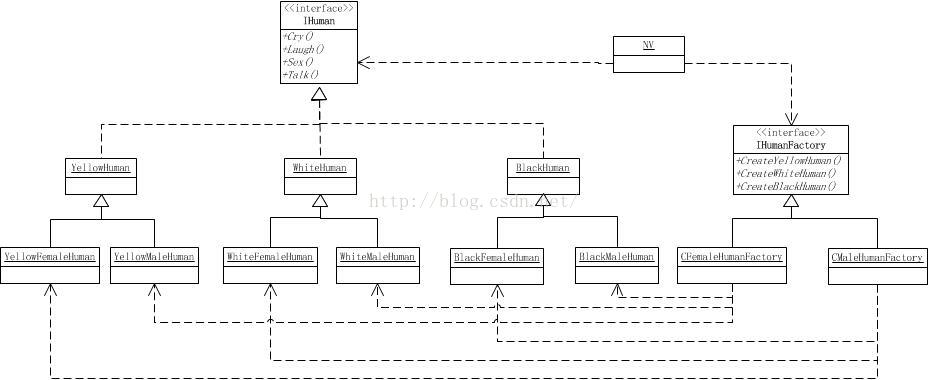 <<interface>>
IHuman
+Cry()
+Laugh()
+Sex()
+Talk()
NV
<<interface>>
IHumanFactory
+CreateYellowHuman()
+CreateWhiteHuman()
+CreateBlackHuman()
YellowHuman
WhiteHuman
BlackHuman
http://blog.csdn.net/
YellowFemaleHuman
YellowMaleHuman
WhiteFemaleHuman
WhiteMaleHuman
BlackFemaleHuman
BlackMaleHuman
CFemaleHumanFactory
CMaleHumanFactory